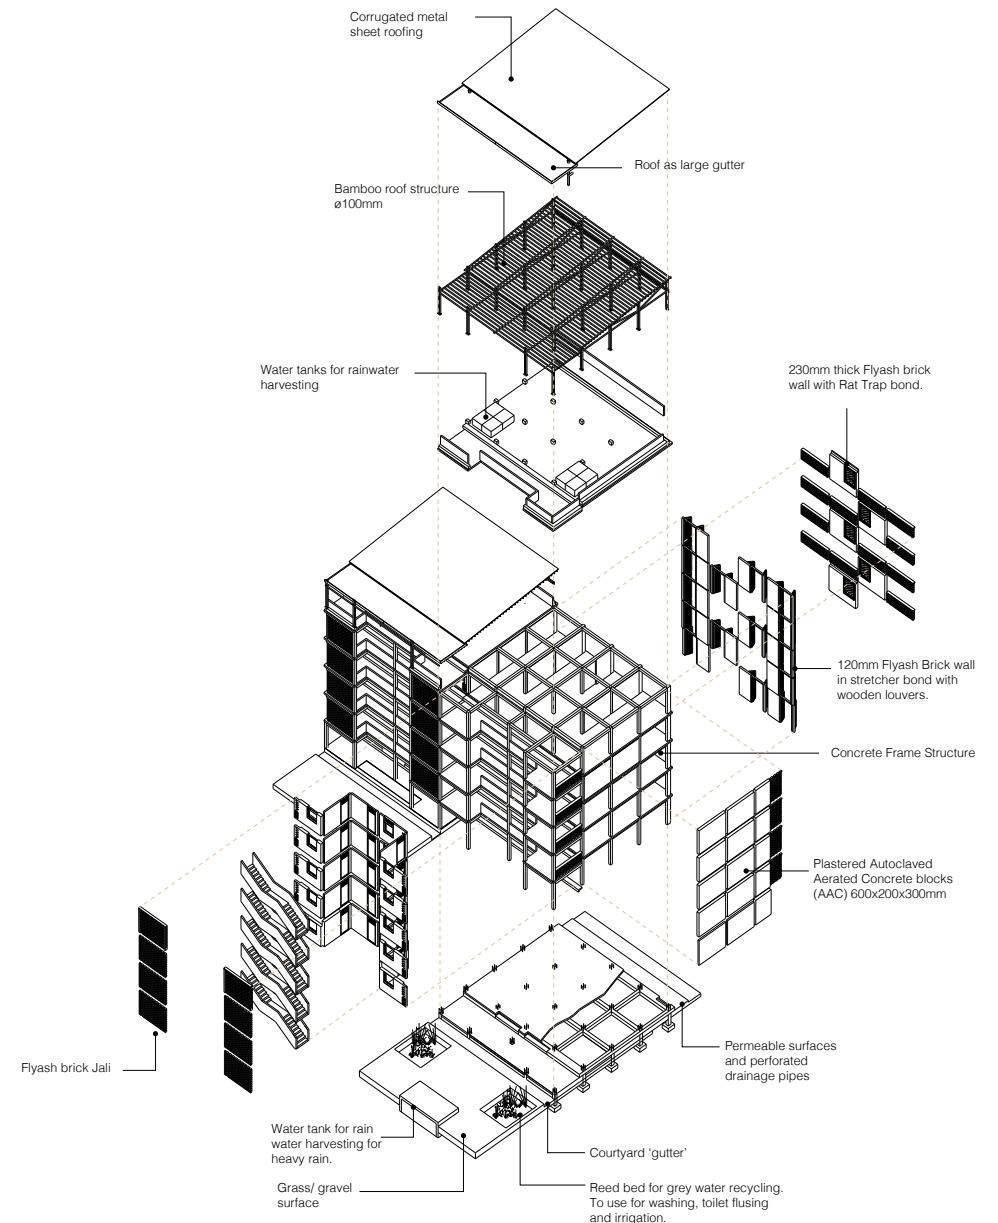 Corrugated metal
sheet roofing
Roof as large gutter
Bamboo roof structure
ø100mm
Water tanks for rainwater
harvesting
230mm thick Flyash brick
wall with Rat Trap bond.
120mm Flyash Brick wall
in stretcher bond with
wooden louvers.
Concrete Frame Structure
Plastered Autoclaved
Aerated Concrete blocks
(AAC) 600x200x300mm
Flyash brick Jali
Permeable surfaces
and perforated
drainage pipes
Water tank for rain
water harvesting for
heavy rain.
Courtyard ‘gutter’
Grass/ gravel
surface
Reed bed for grey water recycling.
To use for washing, toilet flusing
and irrigation.